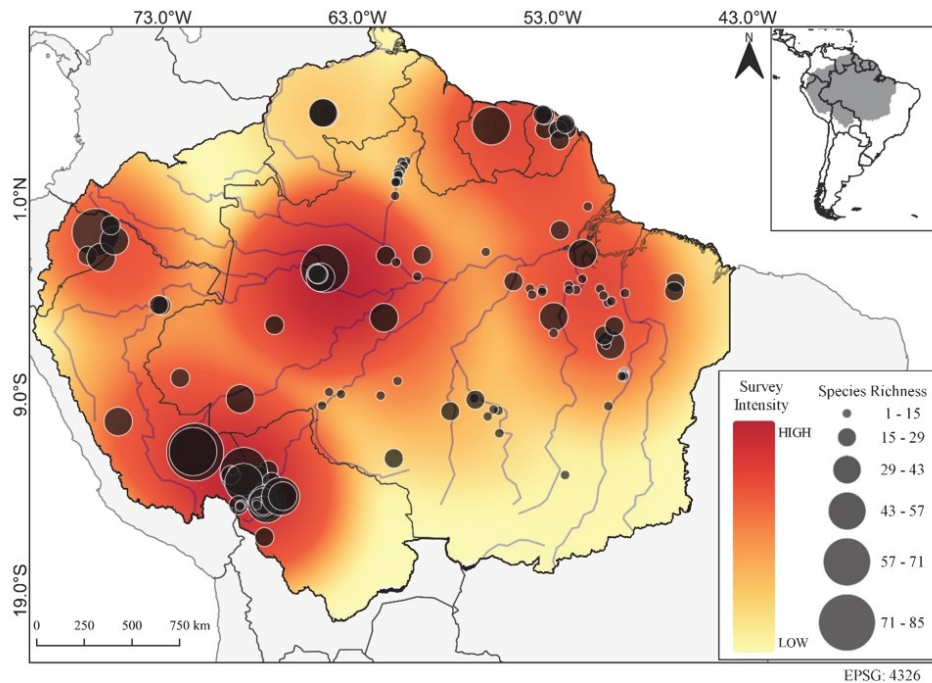 73.0°W 63.0°W 53.0°W 43.0°W
N
1.0°N
9.0°S
19.0°S
Survey Intensity
HIGH
LOW
Species Richness
1 - 15
15 - 29
29 - 43
43 - 57
57 - 71
71 - 85
0 250 500 750 km
EPSG: 4326